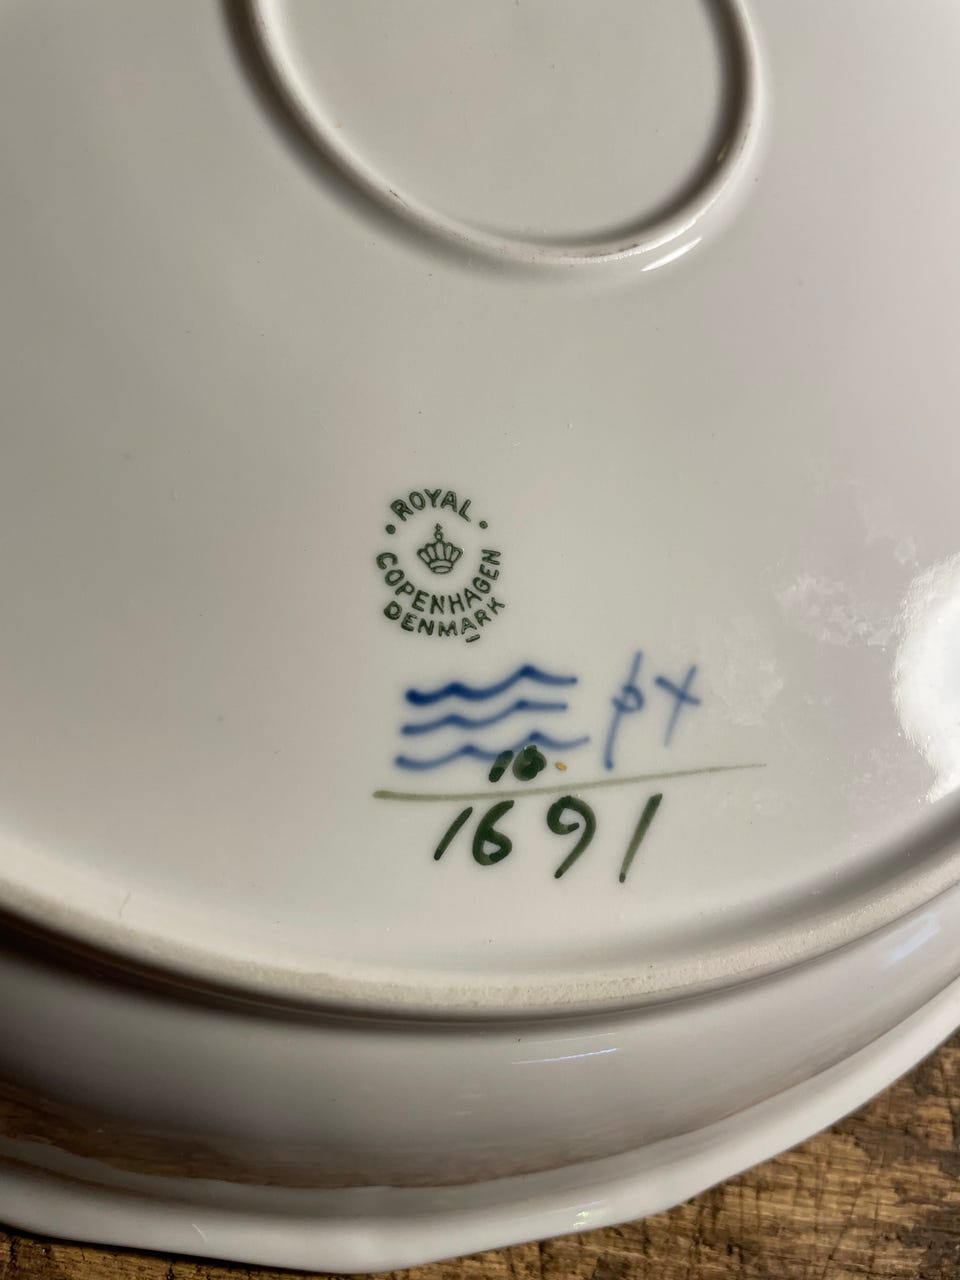 ROYAL
COPENHAGEN
DENMARK
10.
1691